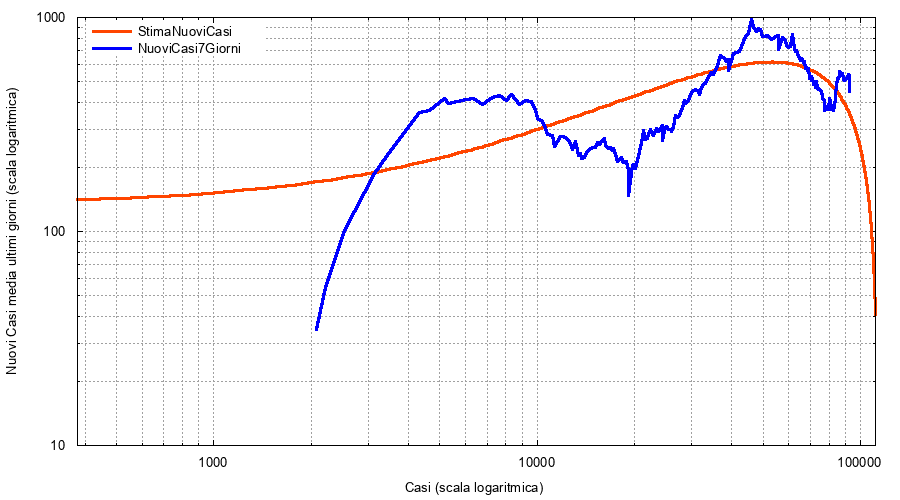 1000
StimaNuoviCasi
NuoviCasi7Giorni
Nuovi Casi media ultimi giorni (scala logaritmica)
100
10
1000
10000
100000
Casi (scala logaritmica)